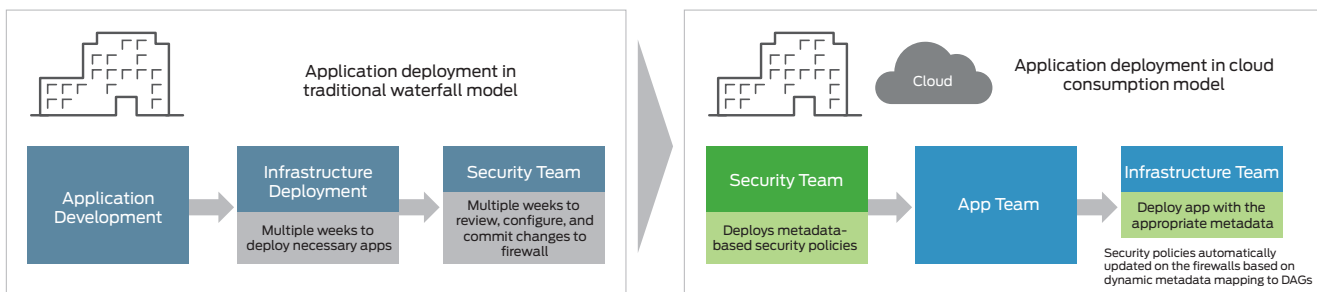 Application deployment in
traditional waterfall model
Application
Development
Infrastructure
Deployment
Multiple weeks to
deploy necessary apps
Security Team
Multiple weeks to
review, configure, and
commit changes to
firewall
Cloud
Application deployment in cloud
consumption model
Security Team
Deploys metadata-
based security policies
App Team
Infrastructure Team
Deploy app with the
appropriate metadata
Security policies automatically
updated on the firewalls based on
dynamic metadata mapping to DAGs